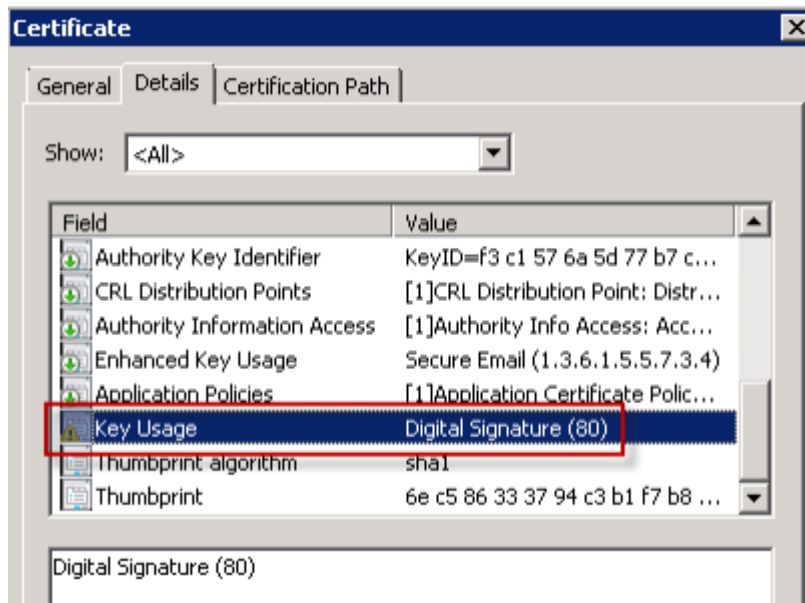 Certificate
General Details Certification Path
Show: <All>
Field Value
Authority Key Identifier KeyID=f3 c1 57 6a 5d 77 b7 c...
CRL Distribution Points [1]CRL Distribution Point: Distr...
Authority Information Access [1]Authority Info Access: Acc...
Enhanced Key Usage Secure Email (1.3.6.1.5.5.7.3.4)
Application Policies [1]Application Certificate Polic...
Key Usage Digital Signature (80)
Thumbprint algorithm sha1
Thumbprint 6e c5 86 33 37 94 c3 b1 f7 b8 ...
Digital Signature (80)